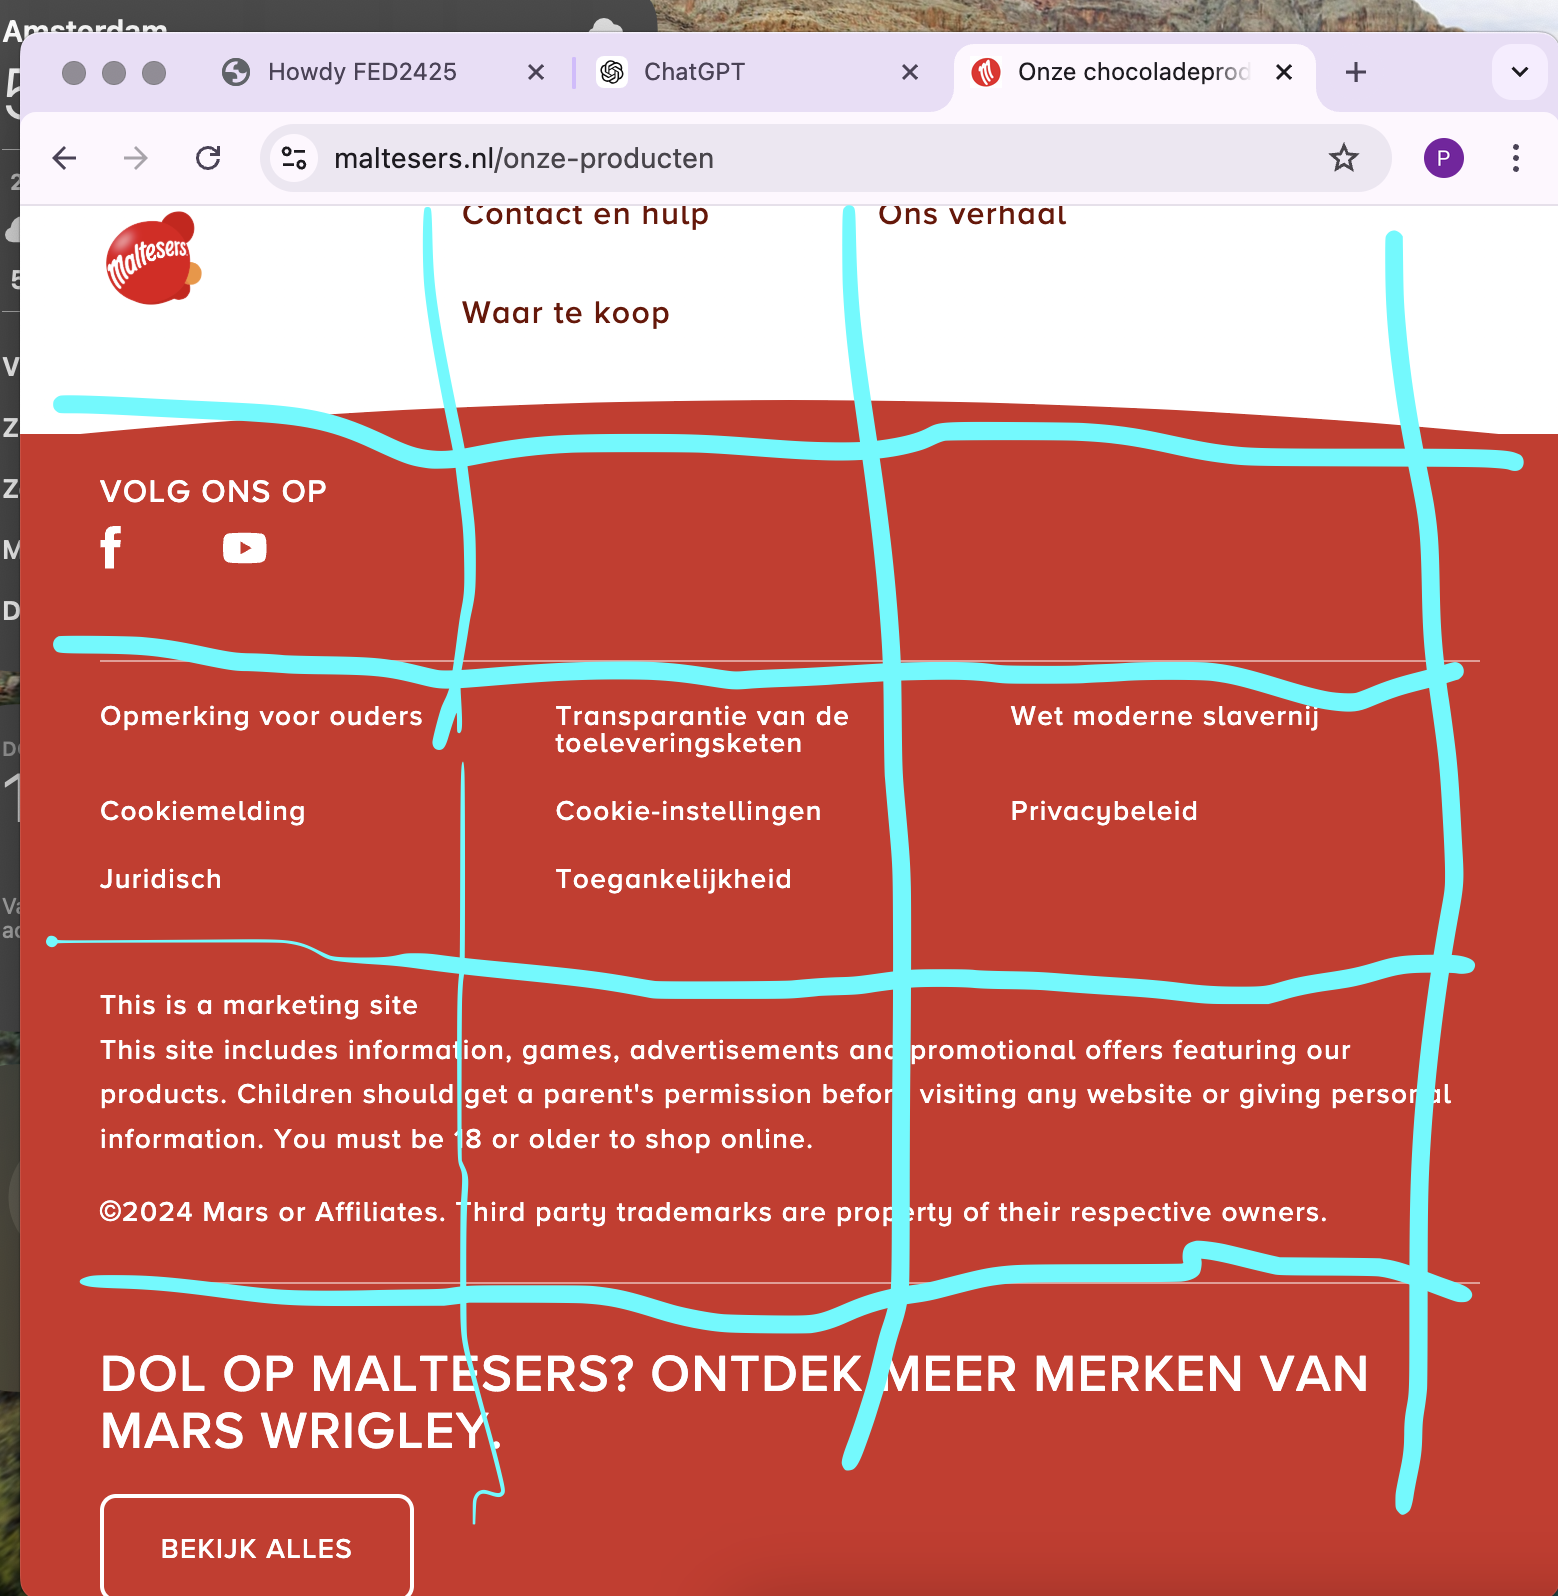 Amsterdam
Howdy FED2425
ChatGPT
Onze chocoladeprod
maltesers.nl/onze-producten
P
maltesers
Contact en hulp
Ons verhaal
Waar te koop
VOLG ONS OP
Opmerking voor ouders
Transparantie van de
toeleveringsketen
Wet moderne slavernij
Cookiemelding
Cookie-instellingen
Privacybeleid
Juridisch
Toegankelijkheid
This is a marketing site
This site includes information, games, advertisements and promotional offers featuring our
products. Children should get a parent's permission before visiting any website or giving personal
information. You must be 18 or older to shop online.
©2024 Mars or Affiliates. Third party trademarks are property of their respective owners.
DOL OP MALTESERS? ONTDEK MEER MERKEN VAN
MARS WRIGLEY.
BEKIJK ALLES